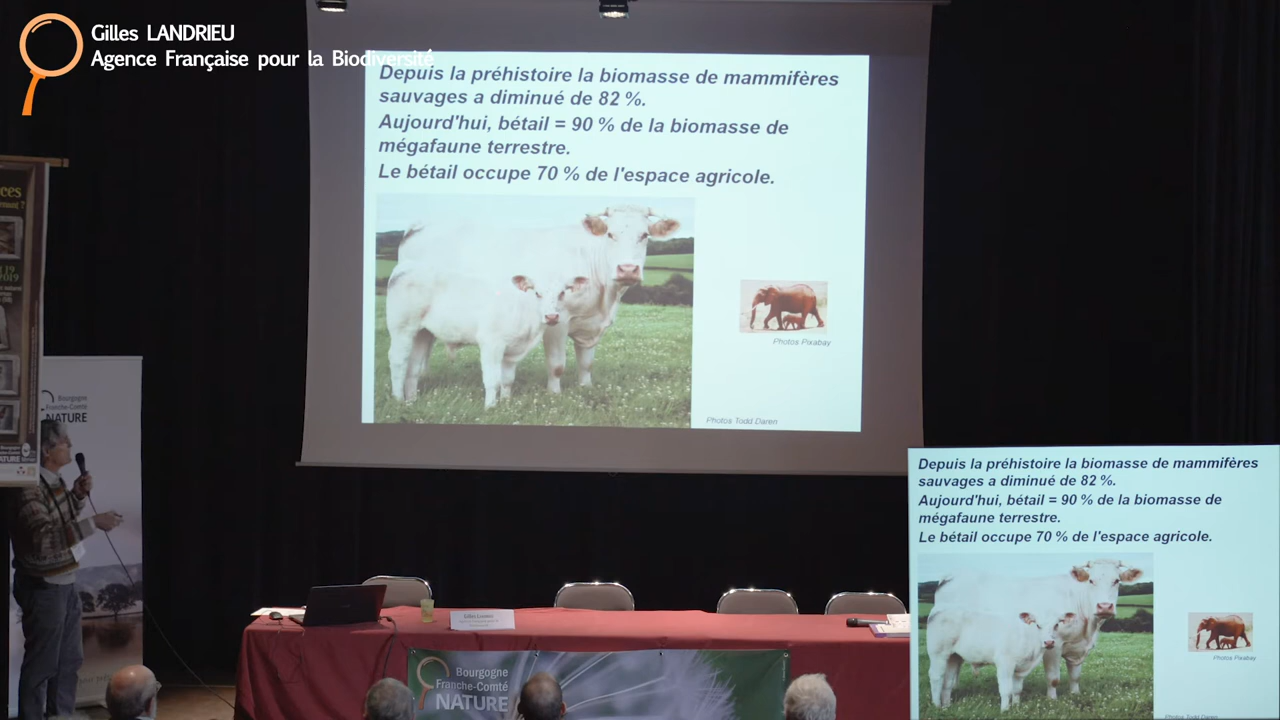 Gilles LANDRIEU
Agence Française pour la Biodiversité
Depuis la préhistoire la biomasse de mammifères
sauvages a diminué de 82 %.
Aujourd'hui, bétail = 90 % de la biomasse de
mégafaune terrestre.
Le bétail occupe 70 % de l'espace agricole.
Photos Pixabay
Photos Todd Daren
Bourgogne
Franche-Comté
NATURE
Bourgogne
Franche-Comté
NATURE
Depuis la préhistoire la biomasse de mammifères
sauvages a diminué de 82 %.
Aujourd'hui, bétail = 90 % de la biomasse de
mégafaune terrestre.
Le bétail occupe 70 % de l'espace agricole.
Photos Pixabay
Photos Todd Daren